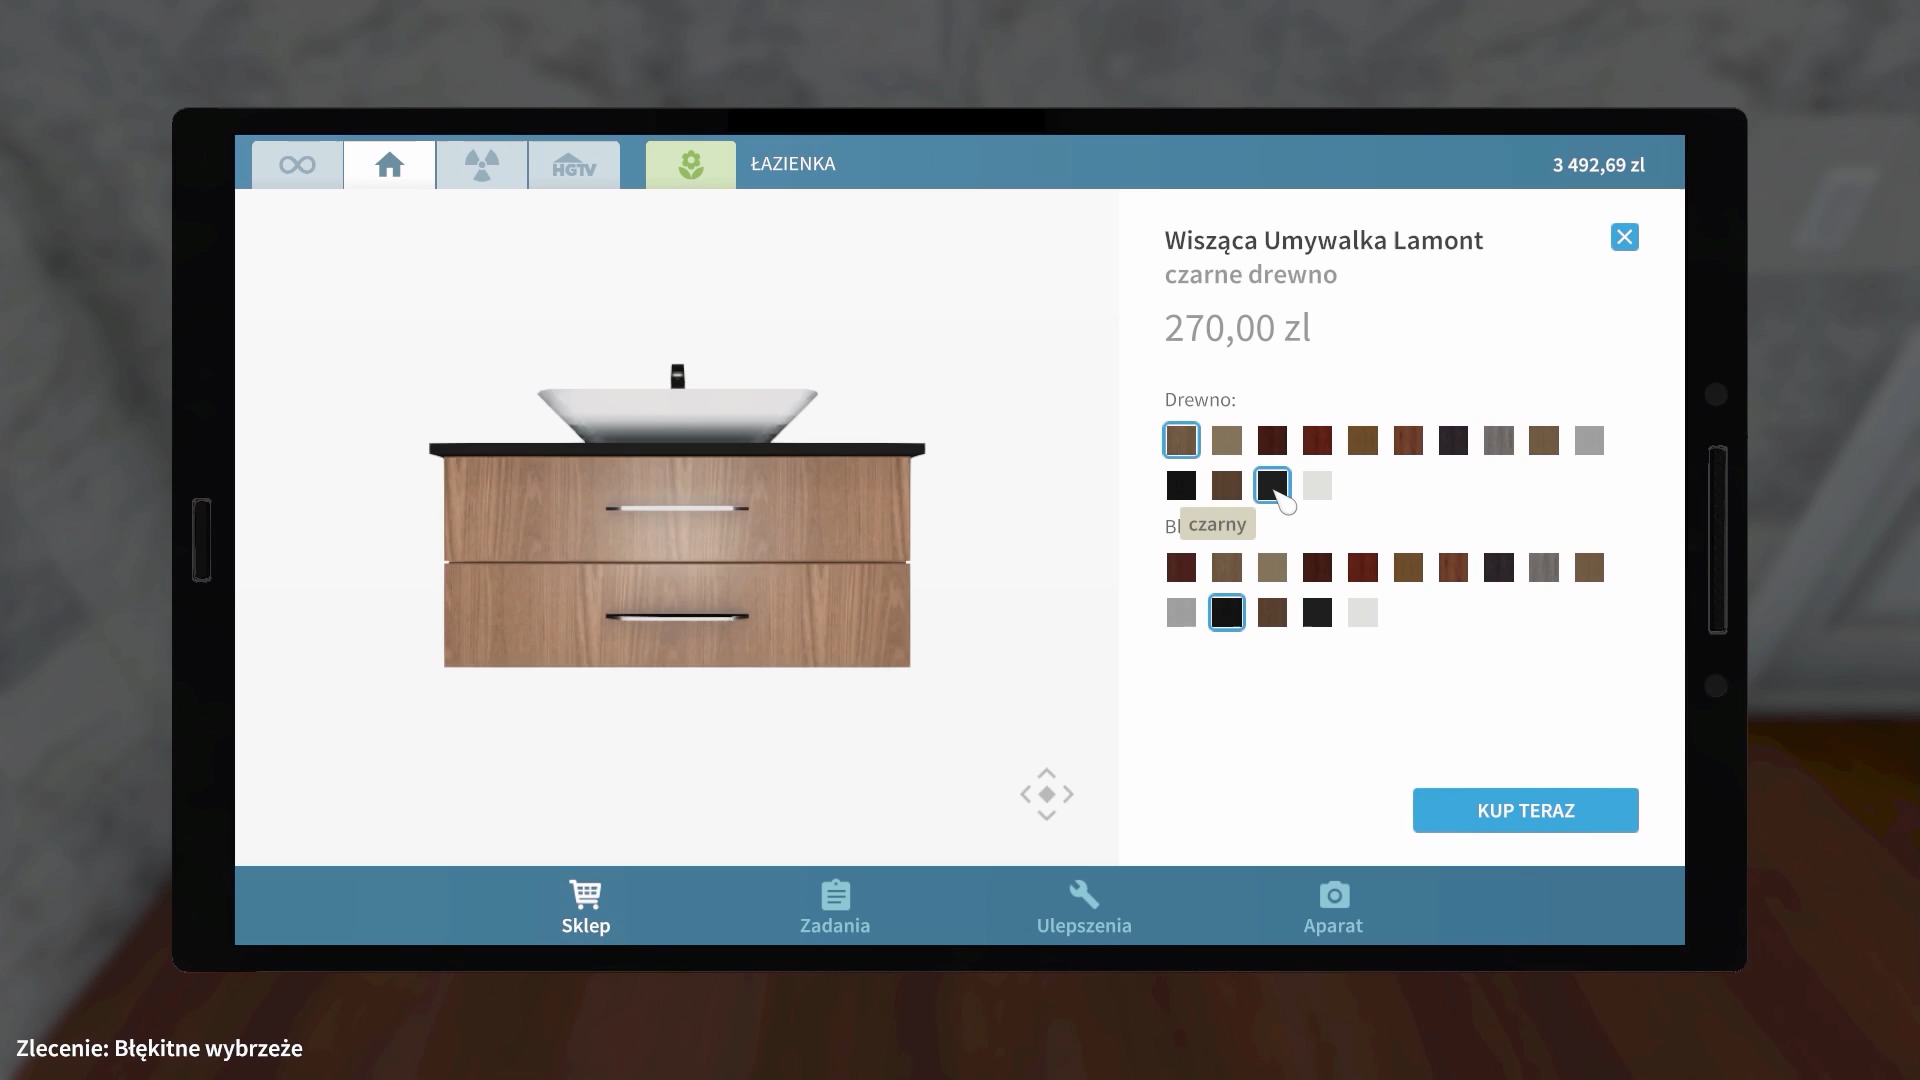 HGTV
ŁAZIENKA
3 492,69 zl
Wisząca Umywalka Lamont
czarne drewno
270,00 zl
Drewno:
czarny
KUP TERAZ
Sklep
Zadania
Ulepszenia
Aparat
Zlecenie: Błękitne wybrzeże